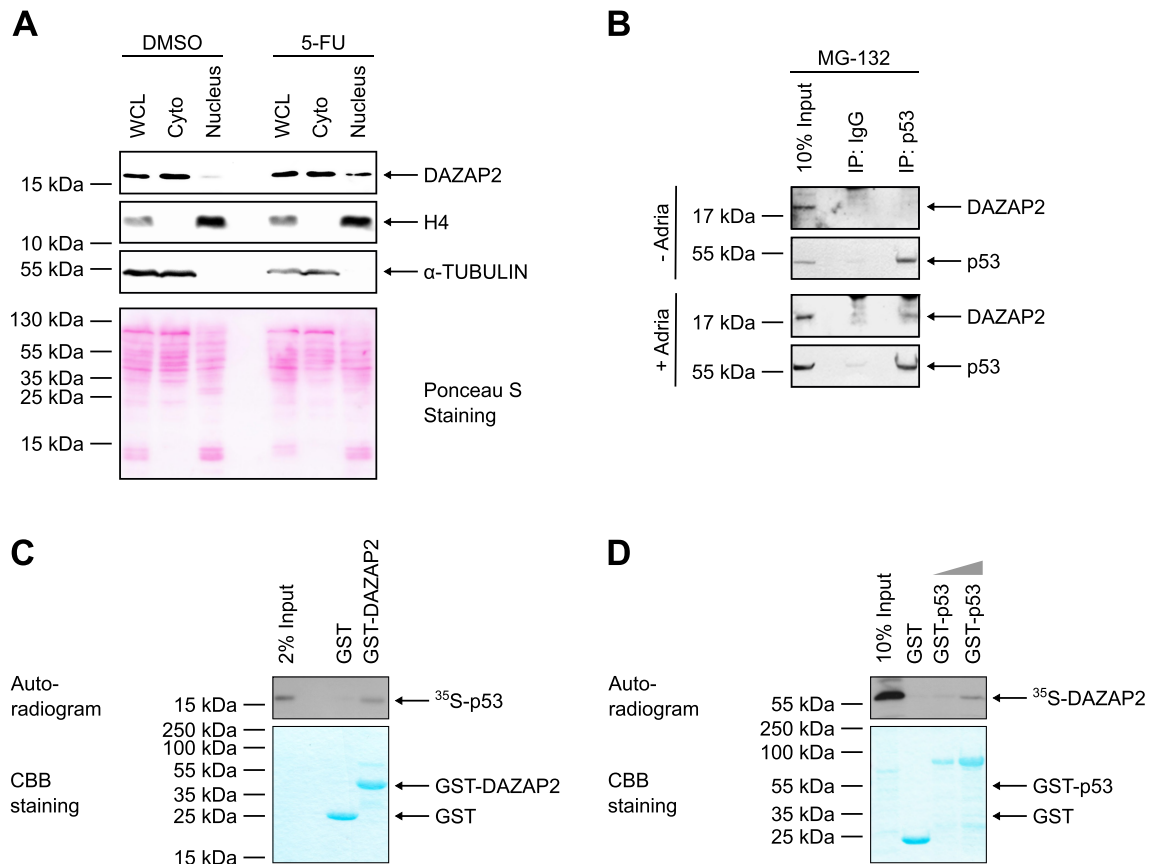 A
DMSO
5-FU
WCL
Cyto
Nucleus
WCL
Cyto
Nucleus
15 kDa
DAZAP2
H4
10 kDa
55 kDa
α-TUBULIN
130 kDa
55 kDa
35 kDa
25 kDa
15 kDa
Ponceau S
Staining
B
MG-132
10% Input
IP: IgG
IP: p53
- Adria
17 kDa
DAZAP2
55 kDa
p53
+ Adria
17 kDa
DAZAP2
55 kDa
p53
C
2% Input
GST
GST-DAZAP2
Auto-
radiogram
15 kDa
³⁵S-p53
250 kDa
100 kDa
55 kDa
35 kDa
25 kDa
15 kDa
CBB
staining
GST-DAZAP2
GST
D
10% Input
GST
GST-p53
GST-p53
Auto-
radiogram
55 kDa
³⁵S-DAZAP2
250 kDa
100 kDa
55 kDa
35 kDa
25 kDa
CBB
staining
GST-p53
GST